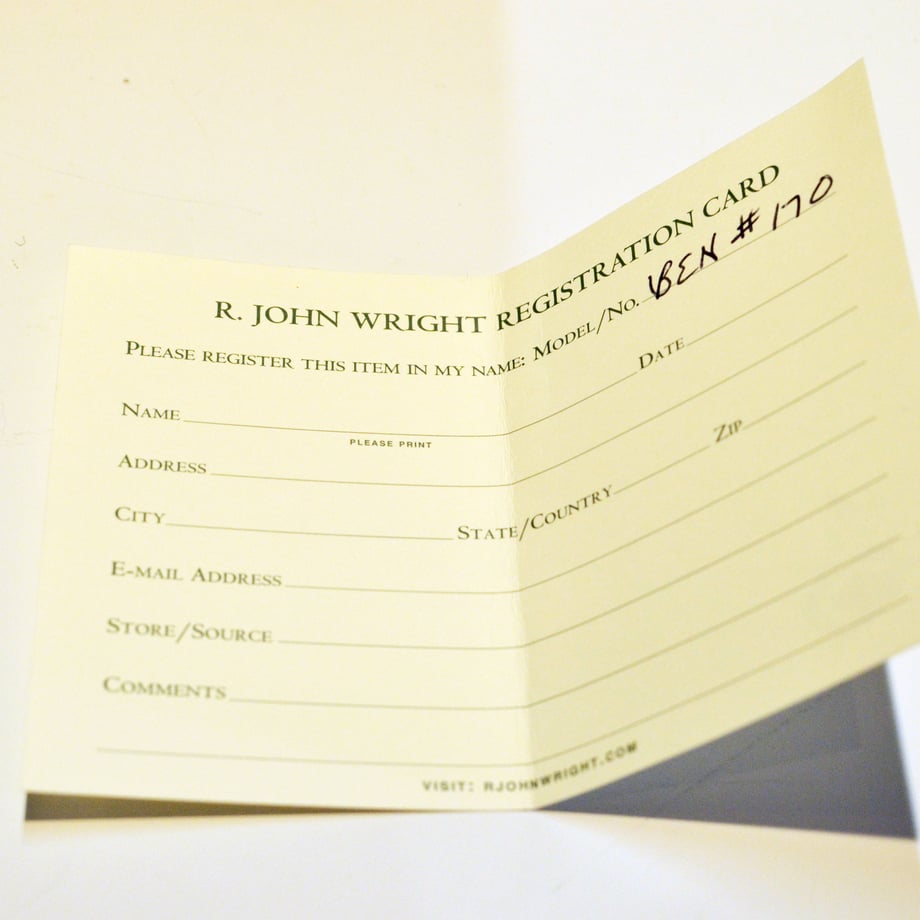 R. JOHN WRIGHT REGISTRATION CARD
PLEASE REGISTER THIS ITEM IN MY NAME: MODEL/NO. BEN # 170
NAME DATE
PLEASE PRINT
ADDRESS
CITY STATE/COUNTRY ZIP
E-MAIL ADDRESS
STORE/SOURCE
COMMENTS
VISIT: RJOHNWRIGHT.COM